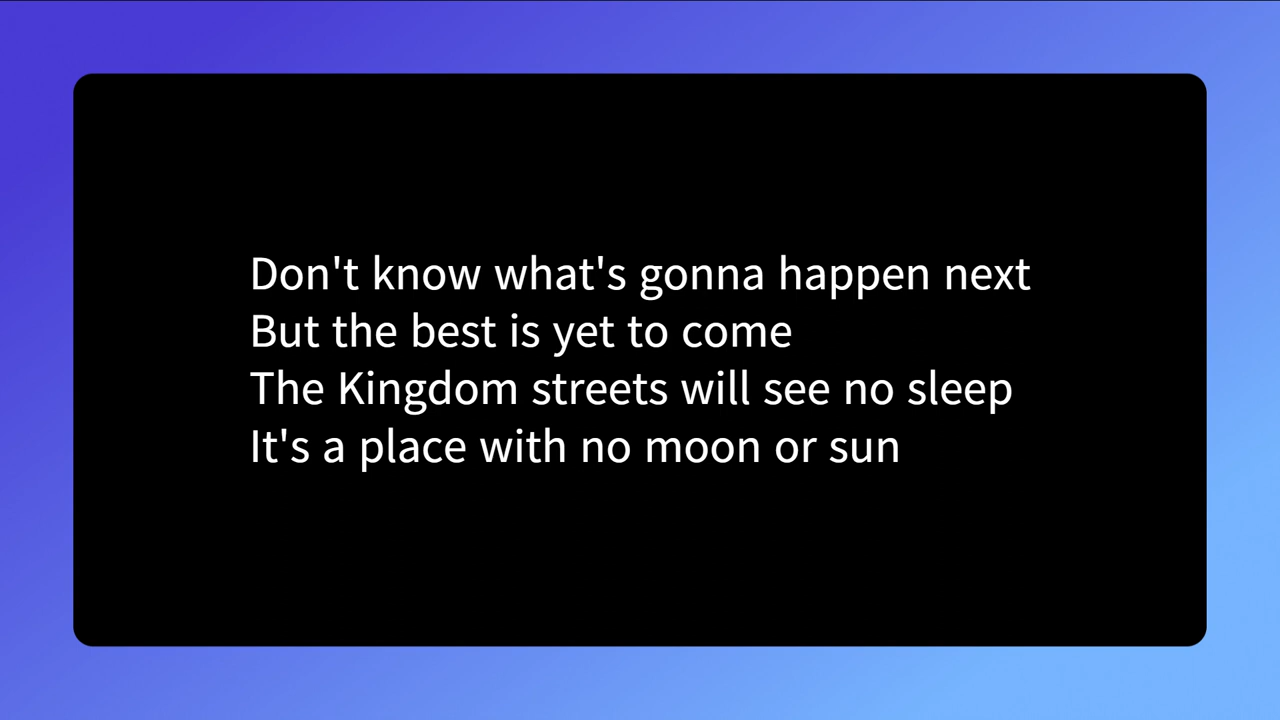 Don't know what's gonna happen next
But the best is yet to come
The Kingdom streets will see no sleep
It's a place with no moon or sun